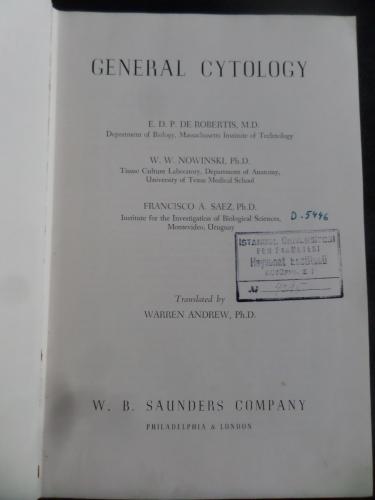 GENERAL CYTOLOGY
E. D. P. DE ROBERTIS, M.D.
Department of Biology, Massachusetts Institute of Technology
W. W. NOWINSKI, Ph.D.
Tissue Culture Laboratory, Department of Anatomy,
University of Texas Medical School
FRANCISCO A. SAEZ, Ph.D.
Institute for the Investigation of Biological Sciences,
Montevideo, Uruguay
D-5446
ISTANBUL ÜNİVERSİTESİ
FEN FAKÜLTESİ
№
Translated by
WARREN ANDREW, Ph.D.
W. B. SAUNDERS COMPANY
PHILADELPHIA & LONDON